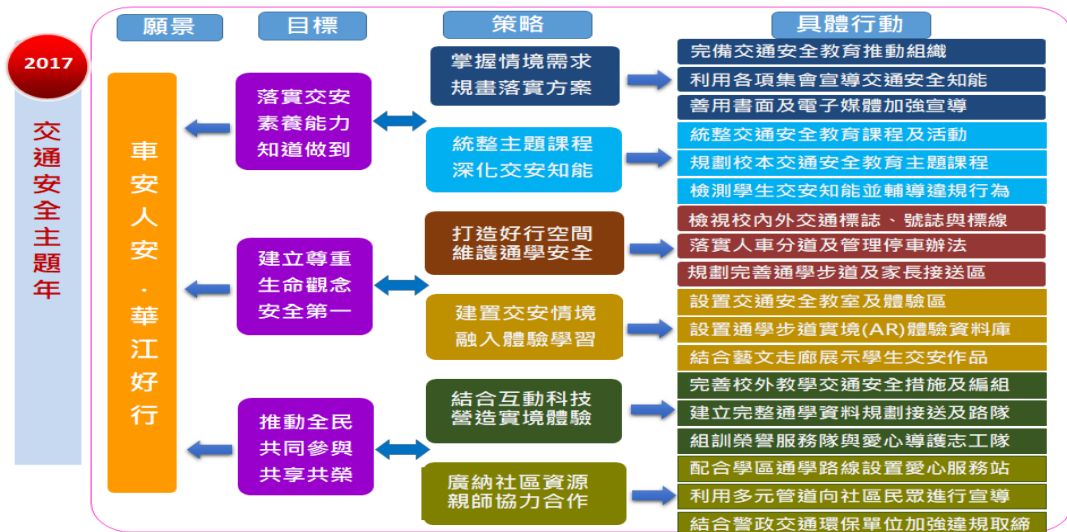 願景
目標
策略
具體行動
2017
交通安全主題年
車安人安．華江好行
落實交安
素養能力
知道做到
建立尊重
生命觀念
安全第一
推動全民
共同參與
共享共榮
掌握情境需求
規畫落實方案
統整主題課程
深化交安知能
打造好行空間
維護通學安全
建置交安情境
融入體驗學習
結合互動科技
營造實境體驗
廣納社區資源
親師協力合作
完備交通安全教育推動組織
利用各項集會宣導交通安全知能
善用書面及電子媒體加強宣導
統整交通安全教育課程及活動
規劃校本交通安全教育主題課程
檢測學生交安知能並輔導違規行為
檢視校內外交通標誌、號誌與標線
落實人車分道及管理停車辦法
規劃完善通學步道及家長接送區
設置交通安全教室及體驗區
設置通學步道實境(AR)體驗資料庫
結合藝文走廊展示學生交安作品
完善校外教學交通安全措施及編組
建立完整通學資料規劃接送及路隊
組訓榮譽服務隊與愛心導護志工隊
配合學區通學路線設置愛心服務站
利用多元管道向社區民眾進行宣導
結合警政交通環保單位加強違規取締